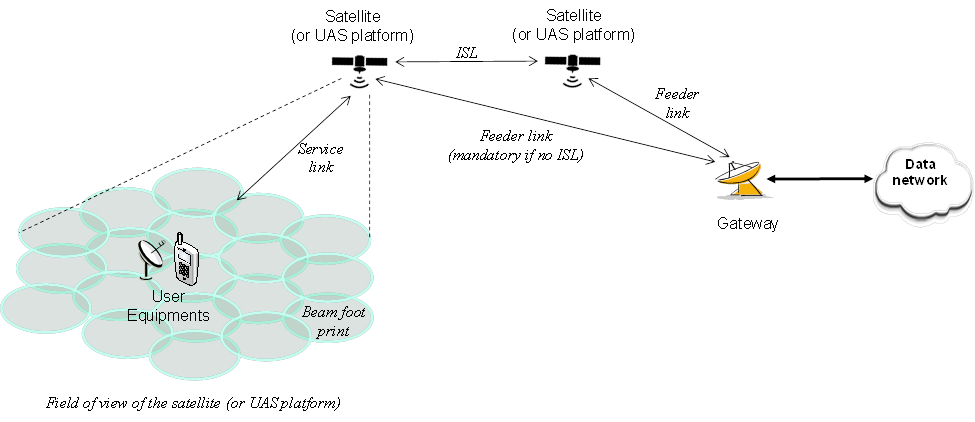 Satellite
(or UAS platform)
Satellite
(or UAS platform)
ISL
Feeder
link
Feeder link
(mandatory if no ISL)
Service
link
Data
network
Gateway
User
Equipments
Beam foot
print
Field of view of the satellite (or UAS platform)